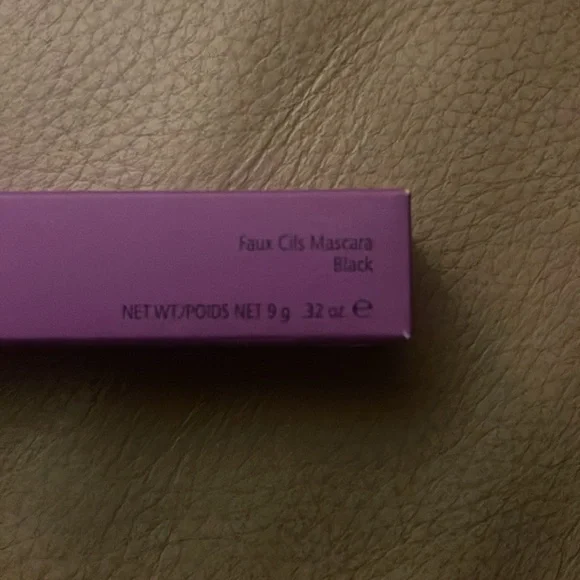 Faux Cils Mascara
Black
NET WT./POIDS NET 9 g .32 oz. ℮